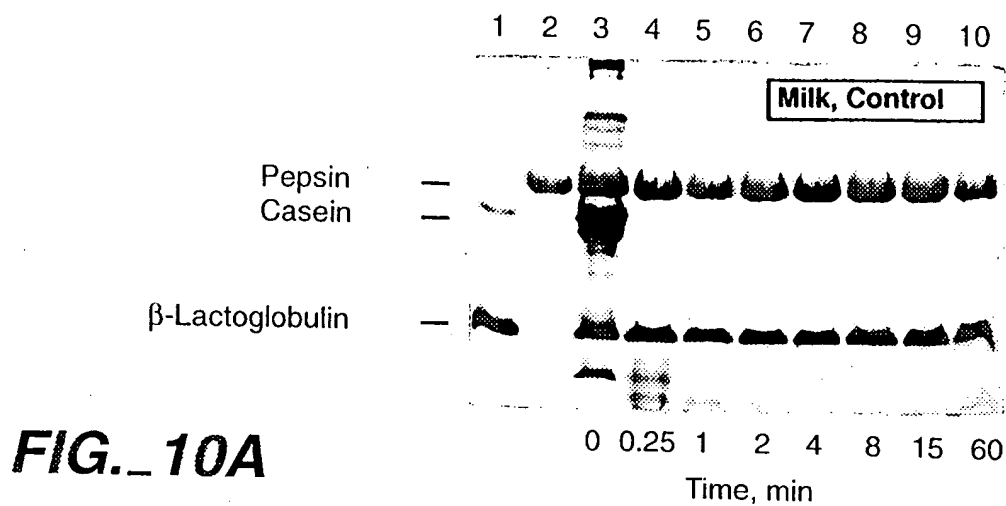 1 2 3 4 5 6 7 8 9 10
Milk, Control
Pepsin —
Casein —
β-Lactoglobulin —
0 0.25 1 2 4 8 15 60
Time, min
FIG._10A